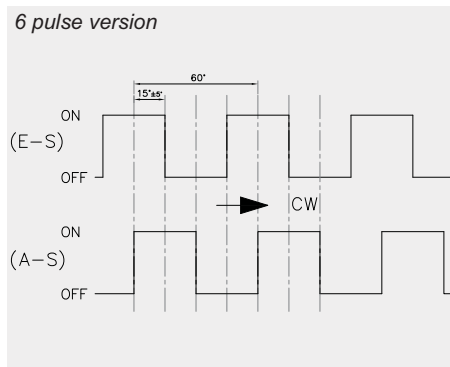 6 pulse version
60°
15°±5°
ON
(E-S)
OFF
CW
ON
(A-S)
OFF